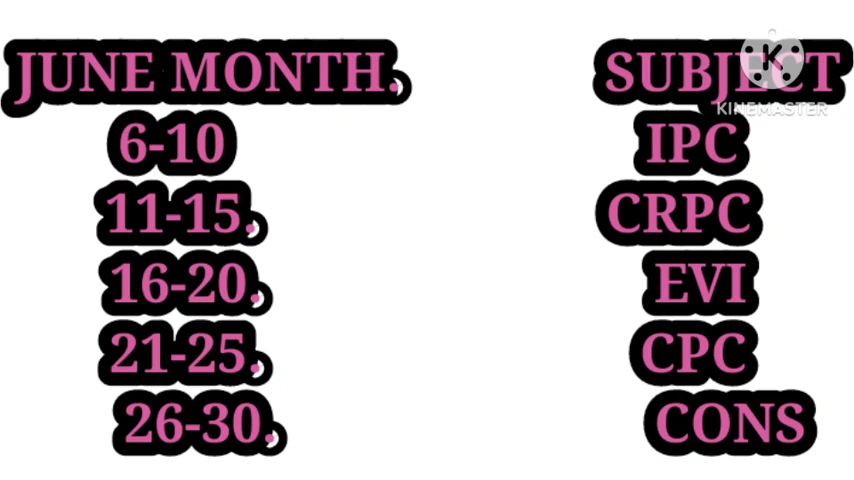 JUNE MONTH. SUBJECT
KINEMASTER
6-10 IPC
11-15, CRPC
16-20, EVI
21-25, CPC
26-30, CONS